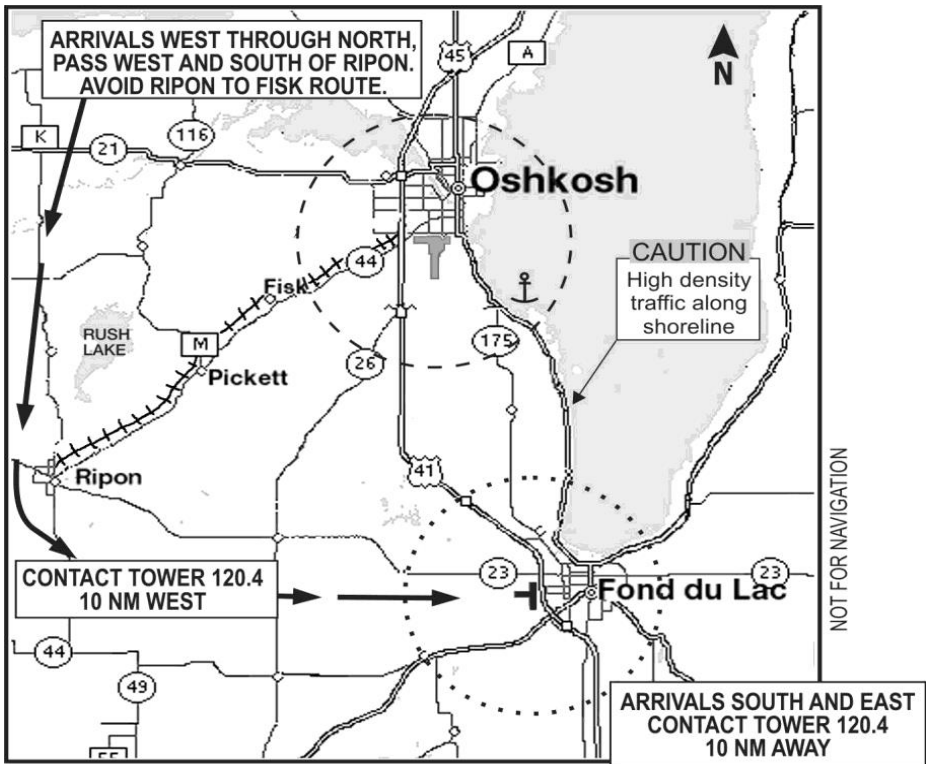 ARRIVALS WEST THROUGH NORTH,
PASS WEST AND SOUTH OF RIPON.
AVOID RIPON TO FISK ROUTE.
45
A
N
K
116
21
Oshkosh
44
CAUTION
High density
traffic along
shoreline
Fisk
RUSH
LAKE
M
175
26
Pickett
41
Ripon
NOT FOR NAVIGATION
CONTACT TOWER 120.4
10 NM WEST
23
23
Fond du Lac
44
49
ARRIVALS SOUTH AND EAST
CONTACT TOWER 120.4
10 NM AWAY